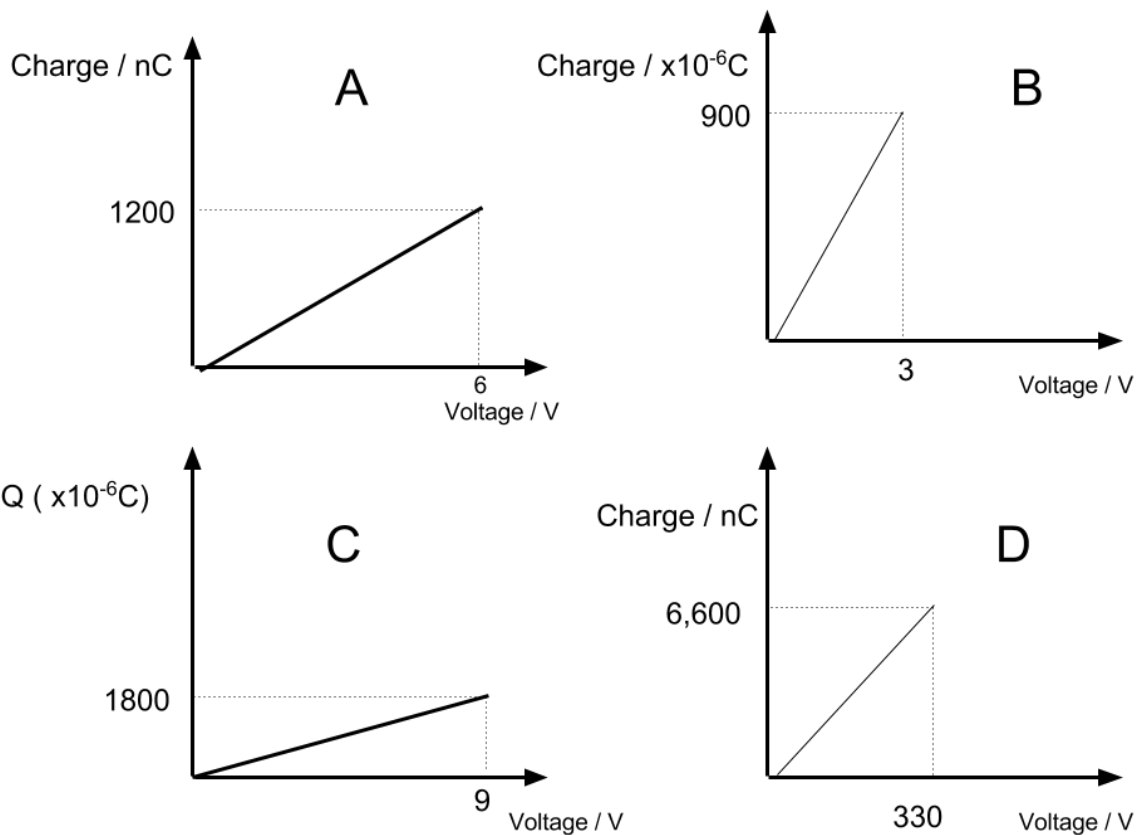 Charge / nC
A
1200
6
Voltage / V
Charge / x10⁻⁶C
B
900
3
Voltage / V
Q ( x10⁻⁶C)
C
1800
9
Voltage / V
Charge / nC
D
6,600
330
Voltage / V